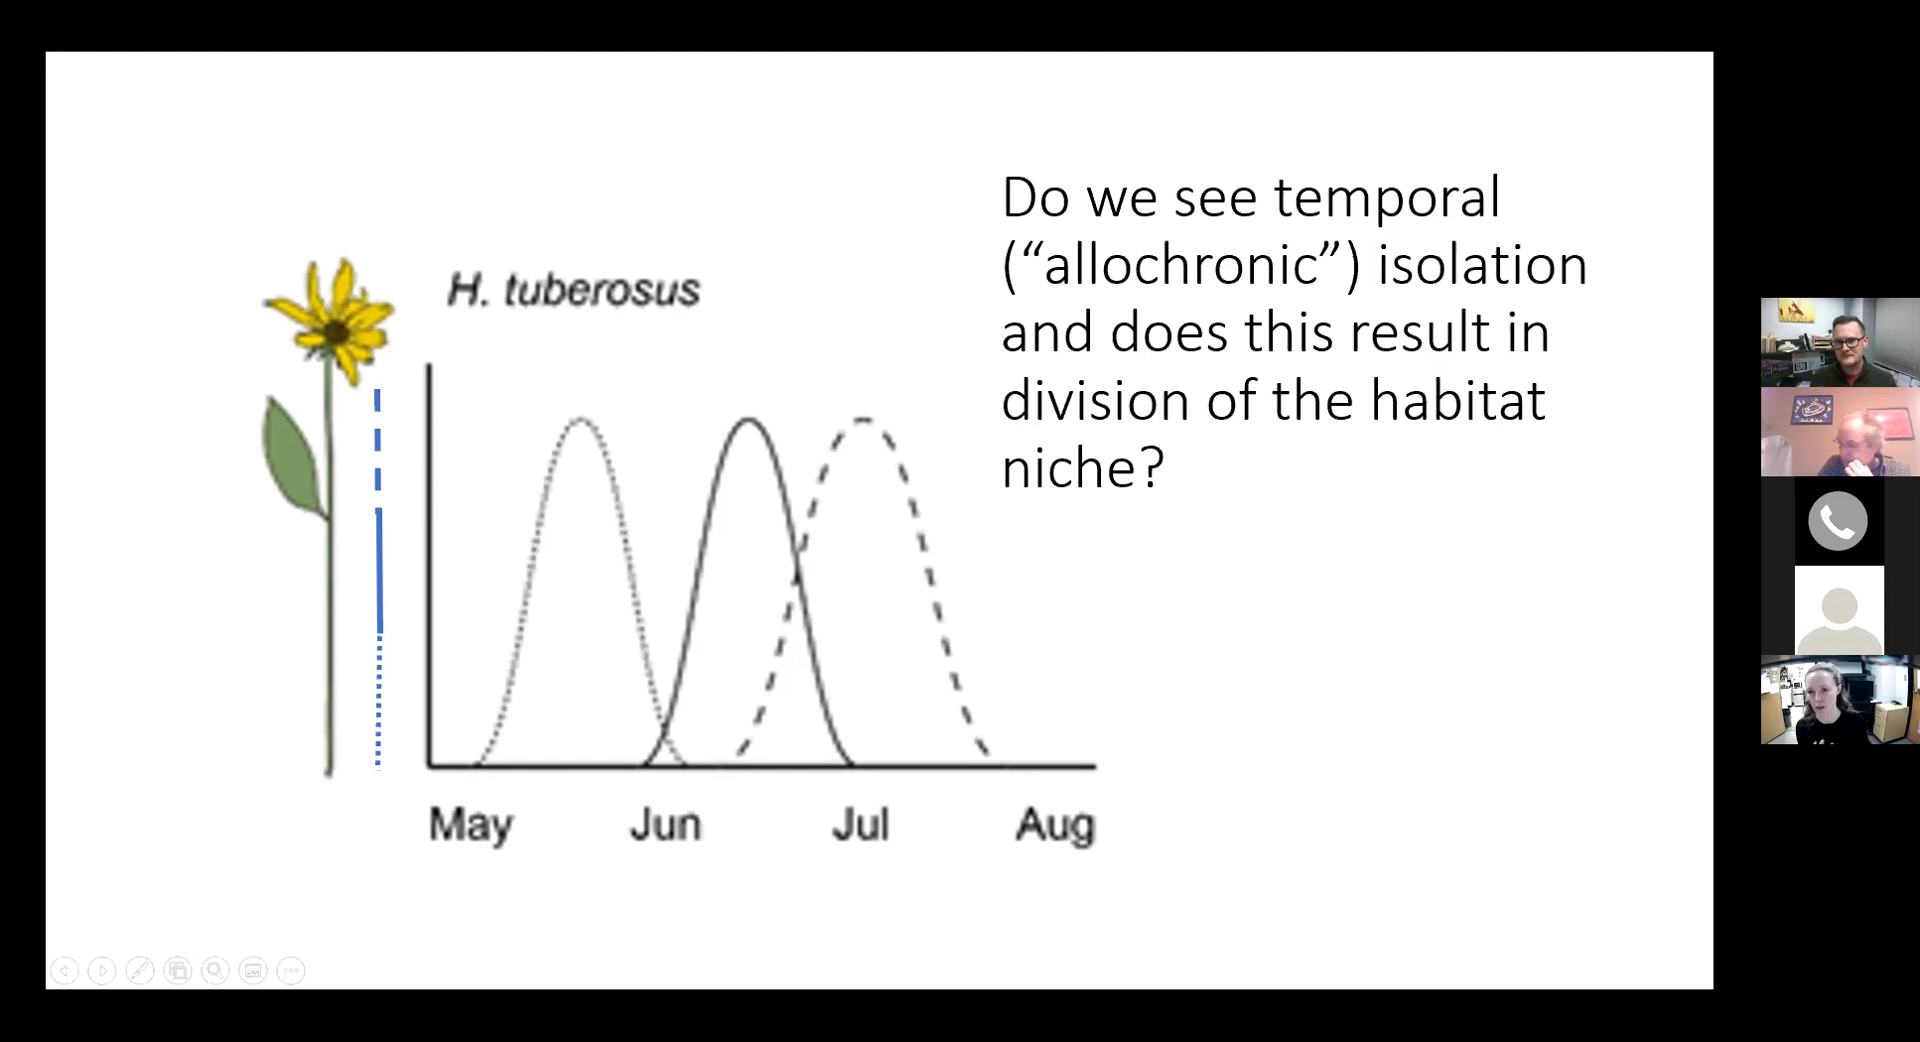 Do we see temporal
(“allochronic”) isolation
and does this result in
division of the habitat
niche?
H. tuberosus
May Jun Jul Aug